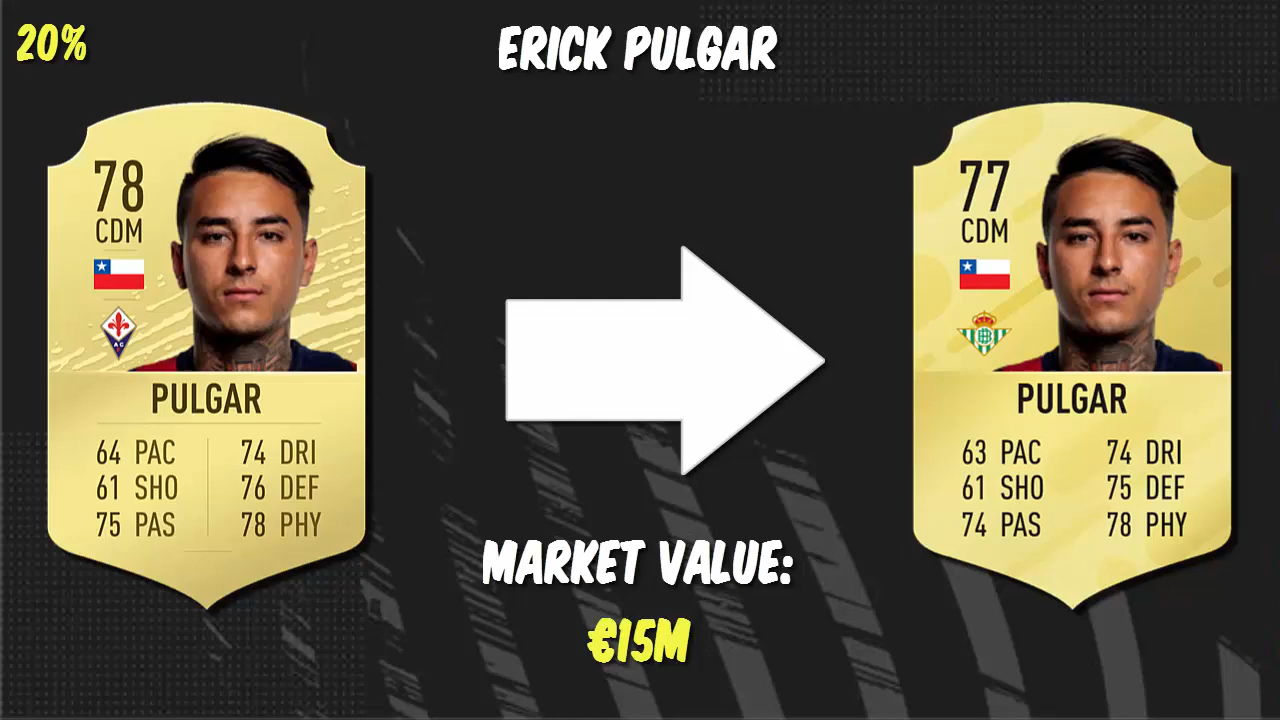 20%
ERICK PULGAR
78
CDM
AC
PULGAR
64 PAC 74 DRI
61 SHO 76 DEF
75 PAS 78 PHY
MARKET VALUE:
€15M
77
CDM
PULGAR
63 PAC 74 DRI
61 SHO 75 DEF
74 PAS 78 PHY